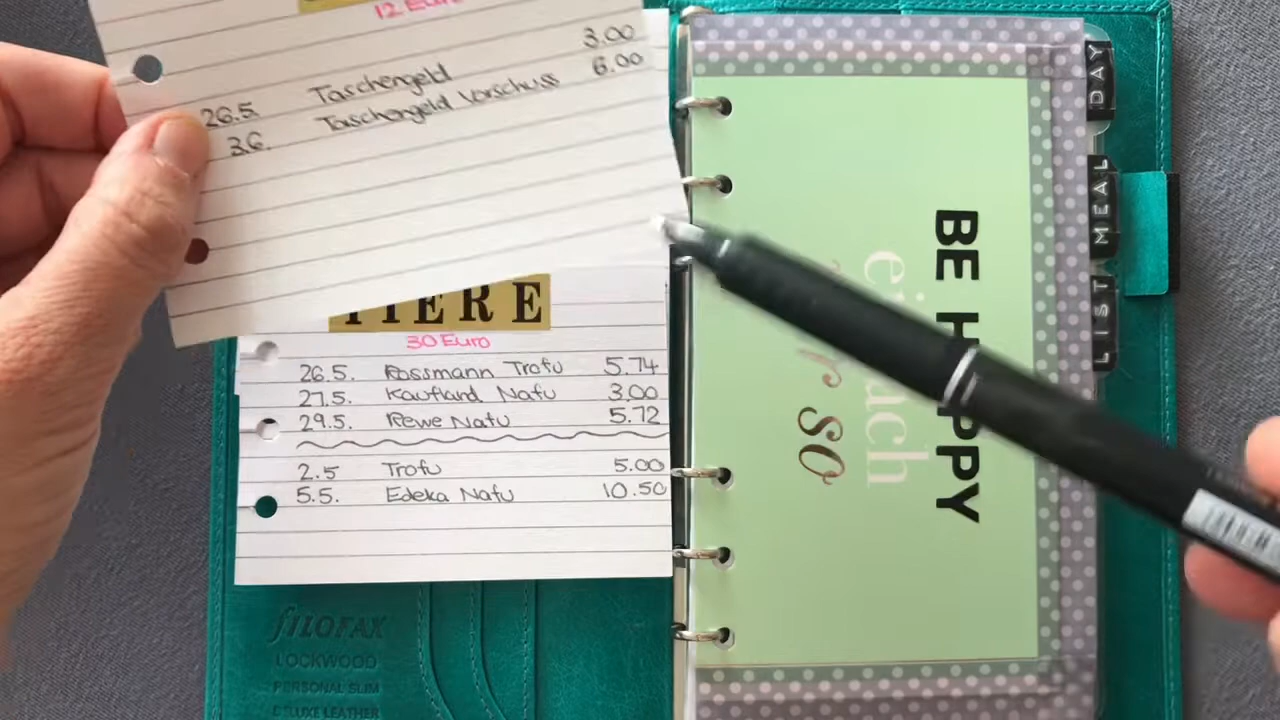 12 Euro
26.5. Taschengeld 3.00
3.6. Taschengeld Vorschuss 6.00
TIERE
30 Euro
26.5. Rossmann Trofu 5.74
27.5. Kaufland Nafu 3.00
29.5. Rewe Nafu 5.72
2.5 Trofu 5.00
5.5. Edeka Nafu 10.50
filofax
LOCKWOOD
PERSONAL SLIM
DELUXE LEATHER
BE HAPPY
so
DAY
MEAL
LIST